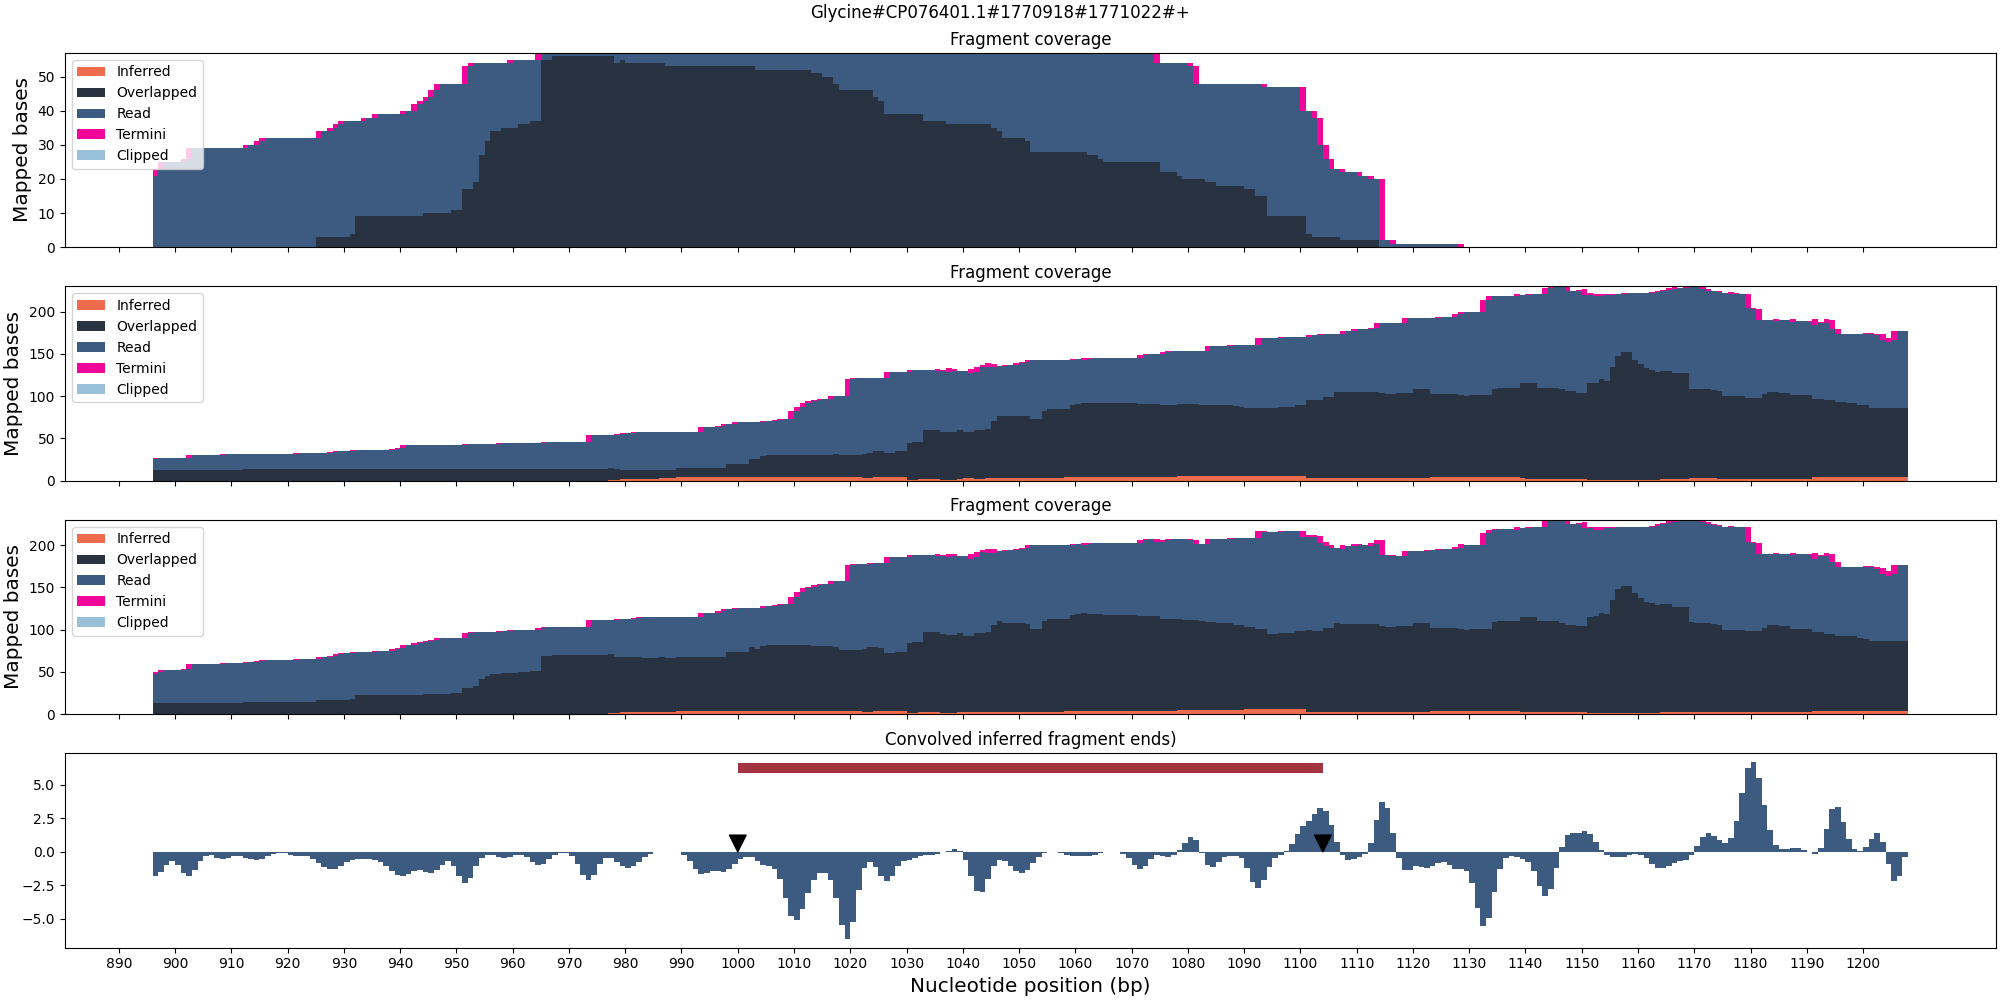 Glycine#CP076401.1#1770918#1771022#+
Fragment coverage
Mapped bases
50
40
30
20
10
0
Inferred
Overlapped
Read
Termini
Clipped
Fragment coverage
Mapped bases
200
150
100
50
0
Inferred
Overlapped
Read
Termini
Clipped
Fragment coverage
Mapped bases
200
150
100
50
0
Inferred
Overlapped
Read
Termini
Clipped
Convolved inferred fragment ends)
5.0
2.5
0.0
−2.5
−5.0
890 900 910 920 930 940 950 960 970 980 990 1000 1010 1020 1030 1040 1050 1060 1070 1080 1090 1100 1110 1120 1130 1140 1150 1160 1170 1180 1190 1200
Nucleotide position (bp)